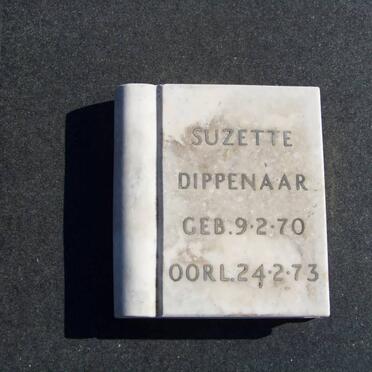 SUZETTE
DIPPENAAR
GEB.9·2·70
OORL.24·2·73